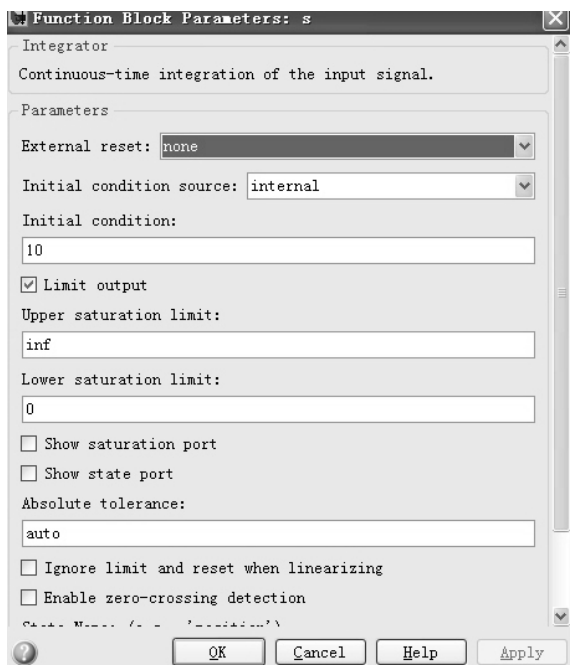 Function Block Parameters: s
Integrator
Continuous-time integration of the input signal.
Parameters
External reset: none
Initial condition source: internal
Initial condition:
10
Limit output
Upper saturation limit:
inf
Lower saturation limit:
0
Show saturation port
Show state port
Absolute tolerance:
auto
Ignore limit and reset when linearizing
Enable zero-crossing detection
OK Cancel Help Apply